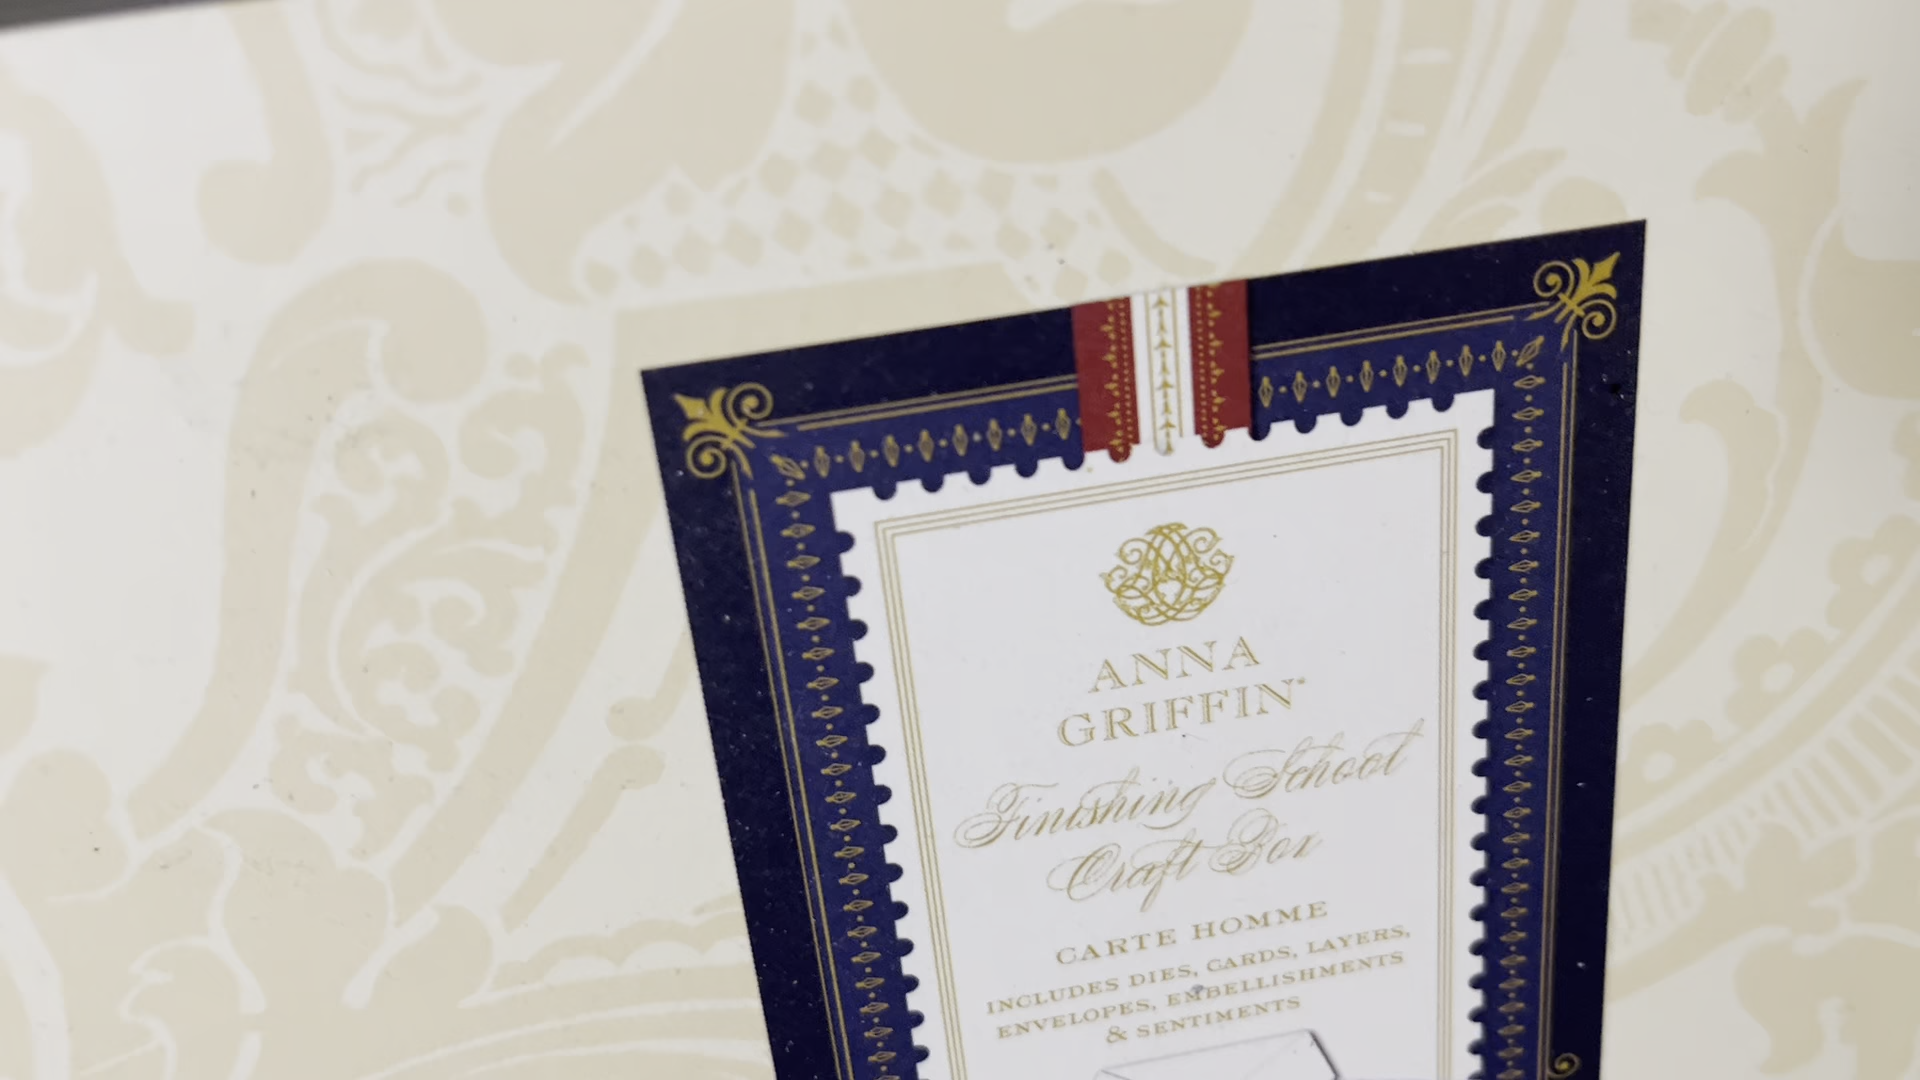 ANNA
GRIFFIN
Finishing School
Craft Box
CARTE HOMME
INCLUDES DIES, CARDS, LAYERS,
ENVELOPES, EMBELLISHMENTS
& SENTIMENTS